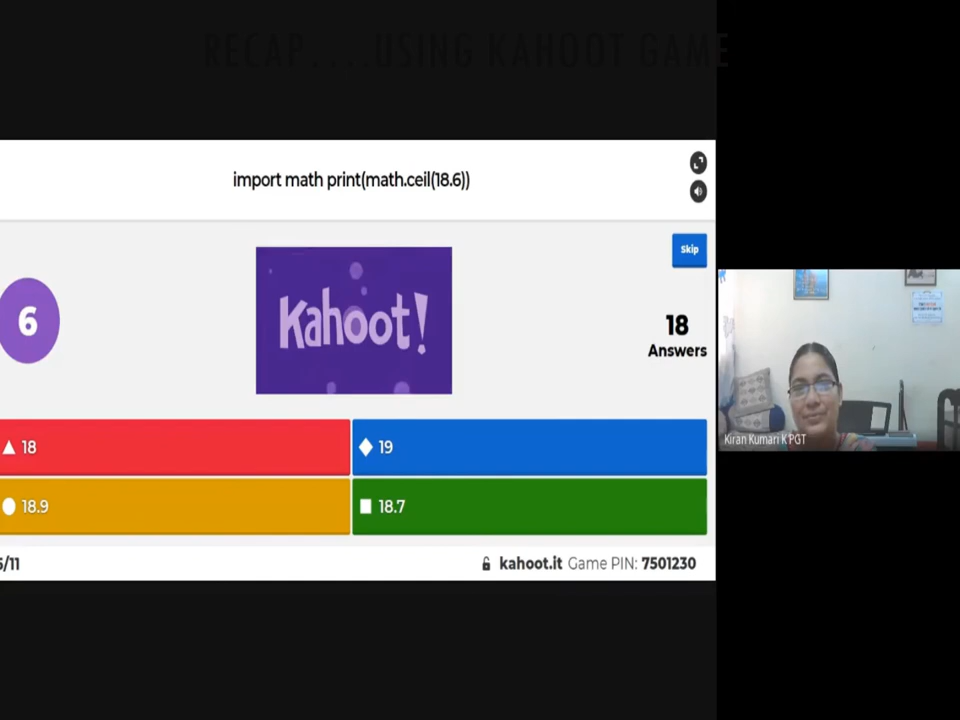 RECAP....USING KAHOOT GAME
import math print(math.ceil(18.6))
Skip
6
Kahoot!
18
Answers
18
19
18.9
18.7
/11
kahoot.it Game PIN: 7501230
Kiran Kumari K PGT